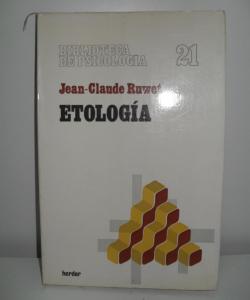 BIBLIOTECA
DE PSICOLOGIA 21
Jean-Claude Ruwet
ETOLOGÍA
herder